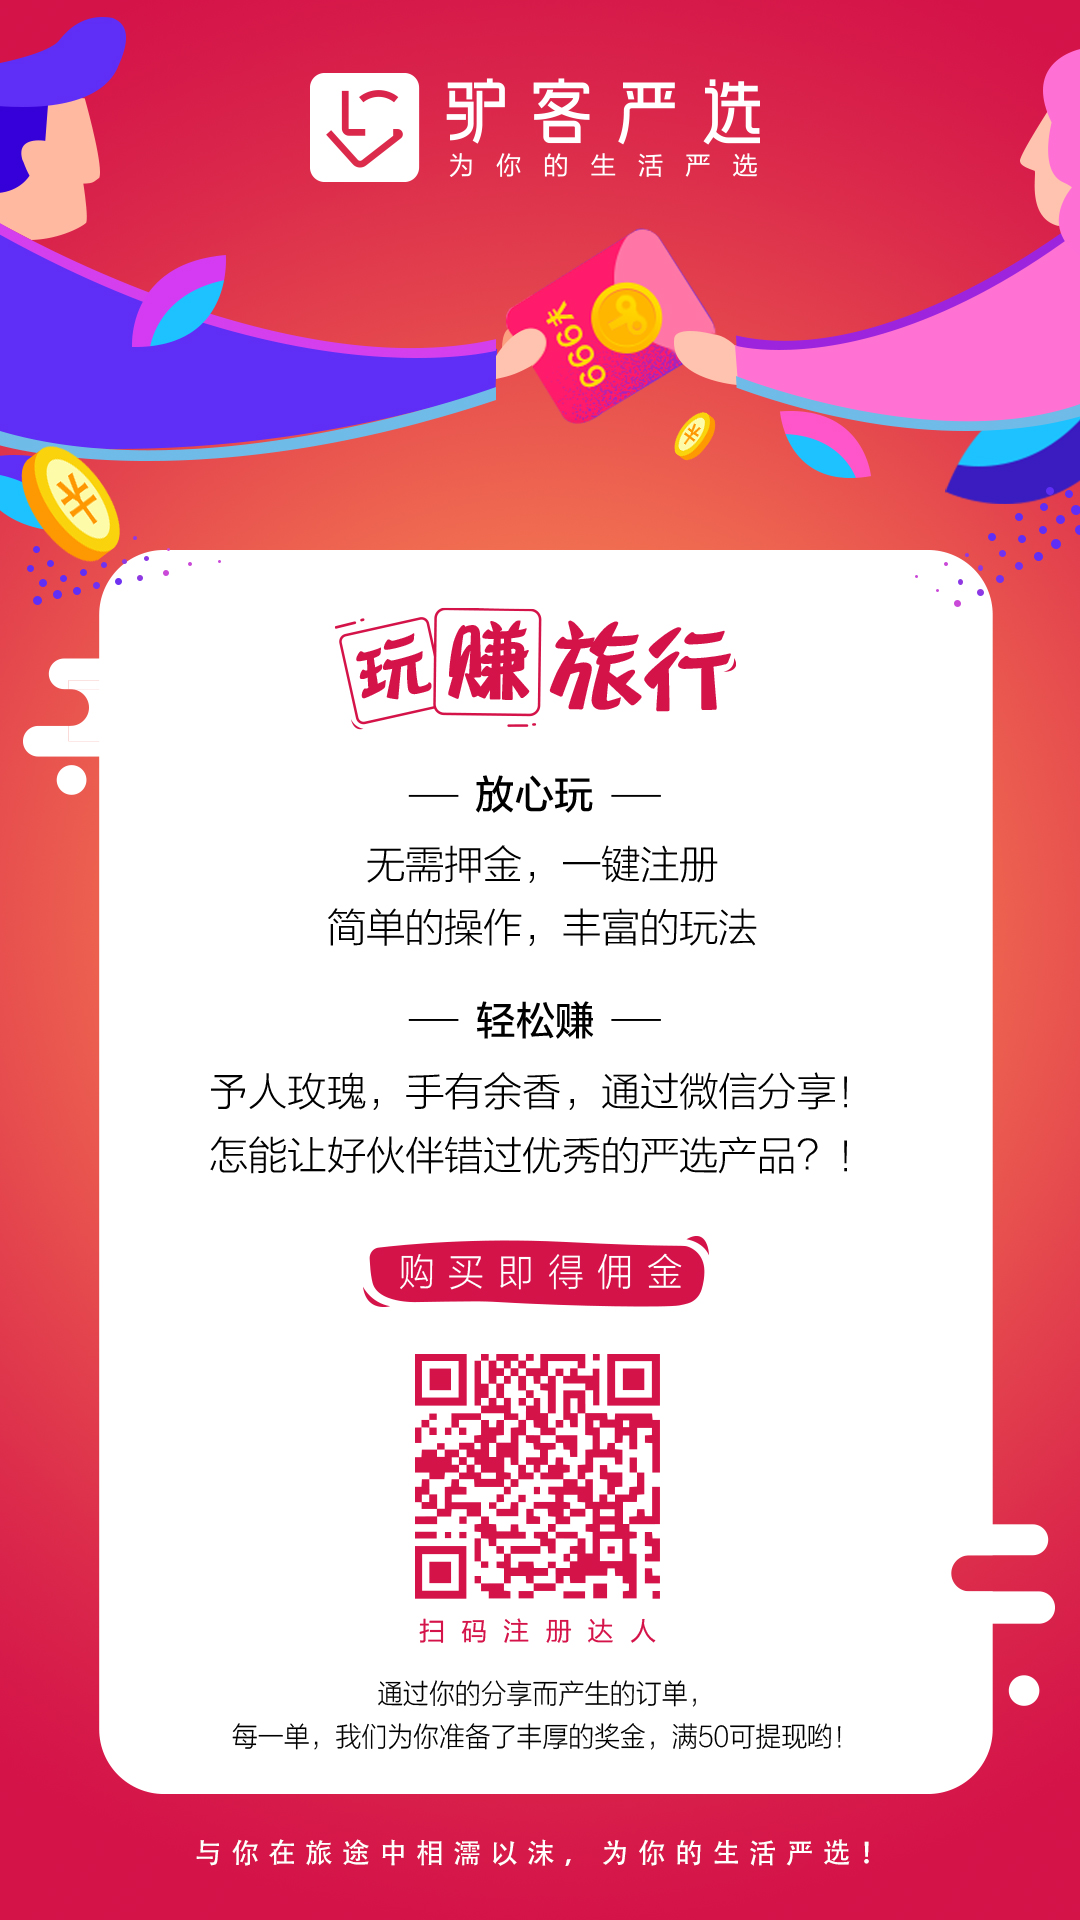 驴客严选
为你的生活严选
¥999
玩赚旅行
放心玩
无需押金，一键注册
简单的操作，丰富的玩法
轻松赚
予人玫瑰，手有余香，通过微信分享！
怎能让好伙伴错过优秀的严选产品？！
购买即得佣金
扫码注册达人
通过你的分享而产生的订单，
每一单，我们为你准备了丰厚的奖金，满50可提现哟！
与你在旅途中相濡以沫，为你的生活严选！